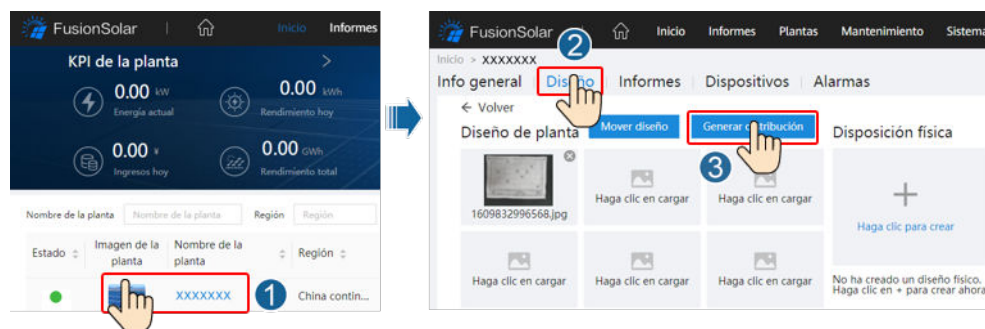 FusionSolar
Inicio Informes
KPI de la planta >
0.00 kW
Energía actual
0.00 kWh
Rendimiento hoy
0.00 ¥
Ingresos hoy
0.00 GWh
Rendimiento total
Nombre de la planta Nombre de la planta Región Región
Estado Imagen de la planta Nombre de la planta Región
XXXXXXX 1 China contin...
FusionSolar Inicio Informes Plantas Mantenimiento Sistema
2
Inicio > XXXXXXX
Info general Diseño Informes Dispositivos Alarmas
← Volver
Diseño de planta Mover diseño Generar distribución Disposición física
3
1609832996568.jpg Haga clic en cargar Haga clic en cargar
Haga clic para crear
Haga clic en cargar Haga clic en cargar Haga clic en cargar
No ha creado un diseño físico.
Haga clic en + para crear ahora